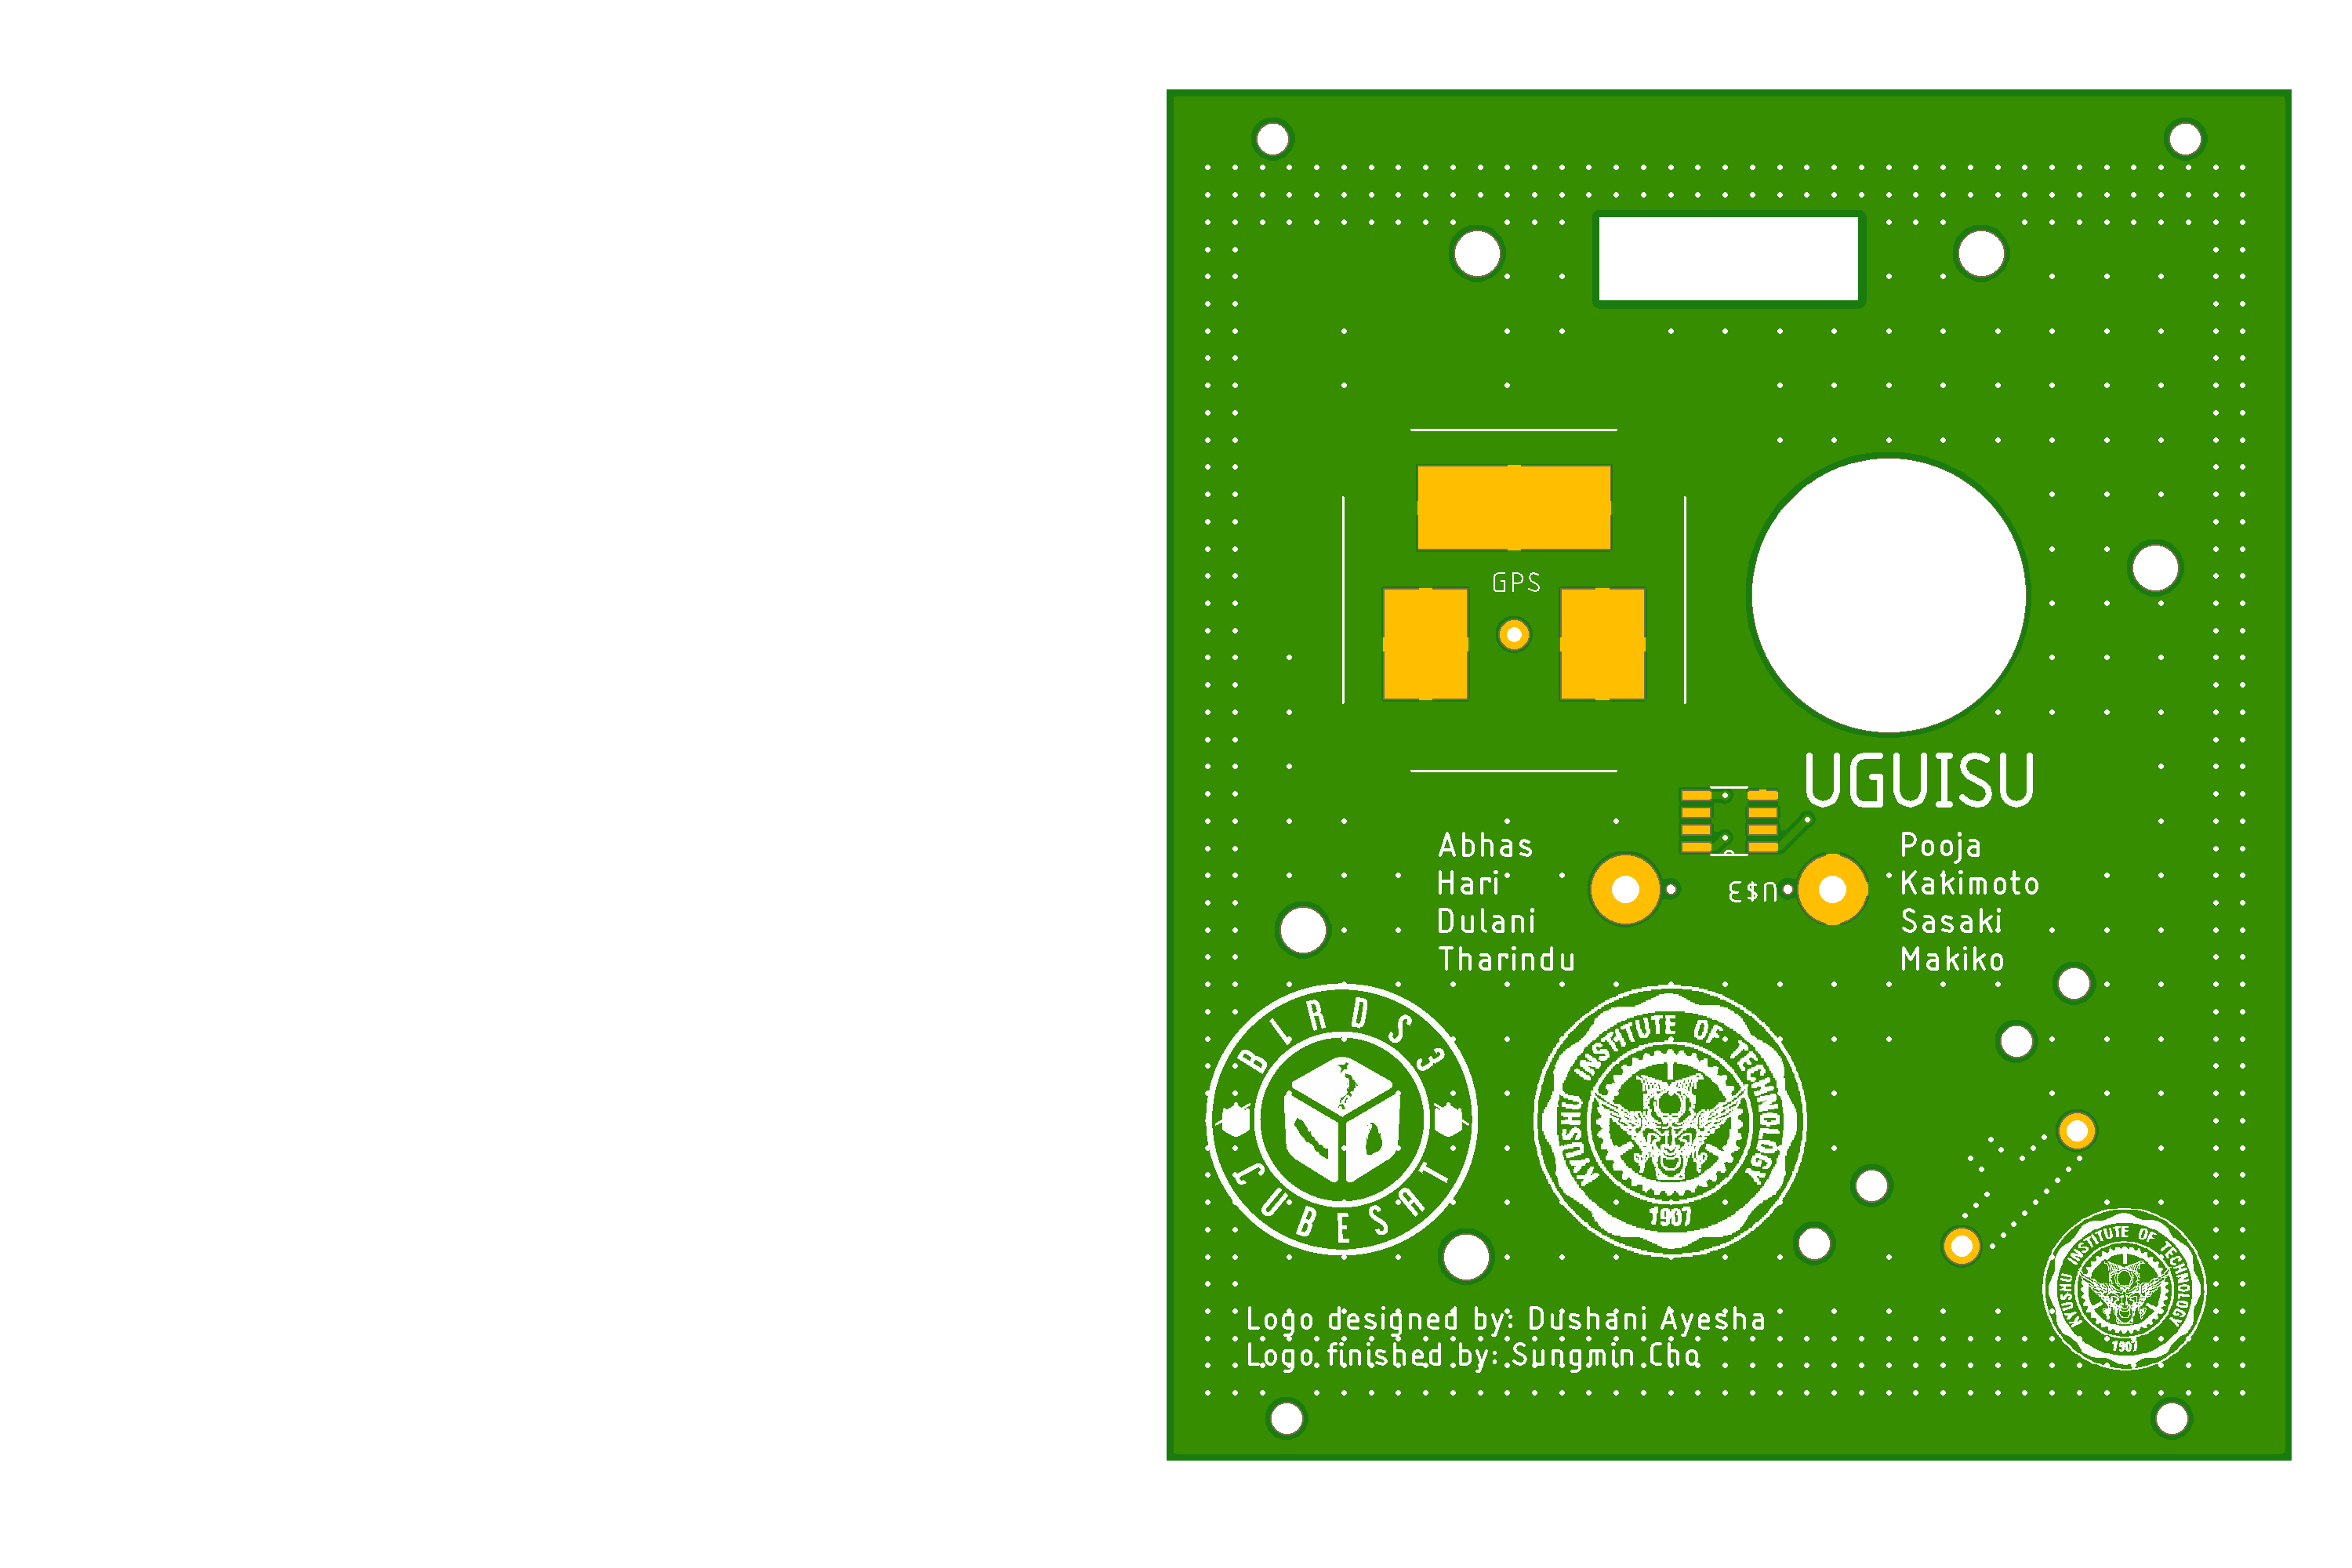 GPS
UGUISU
Abhas
Hari
Dulani
Tharindu
U$3
Pooja
Kakimoto
Sasaki
Makiko
BIRDS3
CUBESAT
KYUSHU INSTITUTE OF TECHNOLOGY
1907
KYUSHU INSTITUTE OF TECHNOLOGY
1907
Logo designed by: Dushani Ayesha
Logo finished by: Sungmin Cho